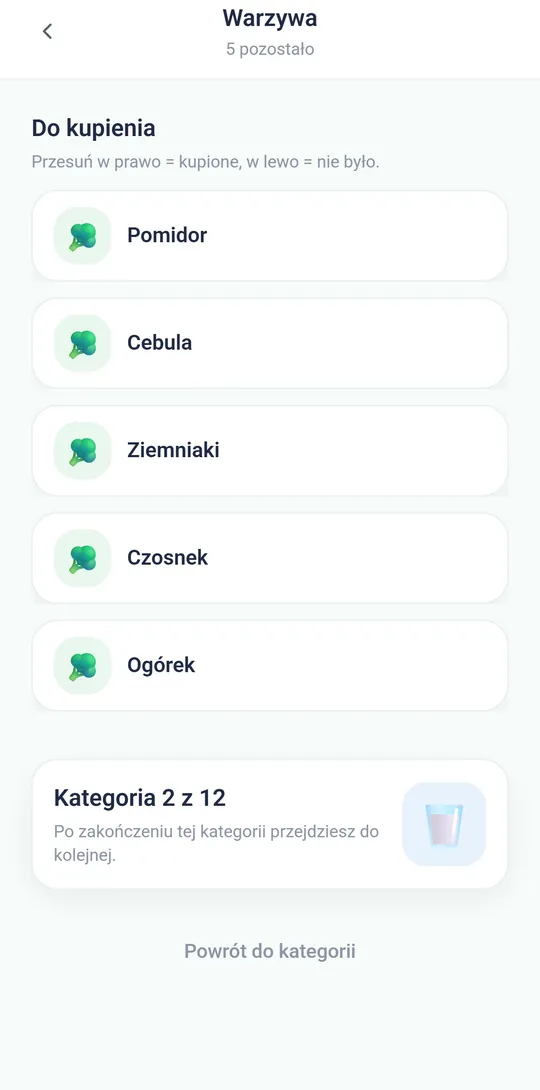 Warzywa
5 pozostało
Do kupienia
Przesuń w prawo = kupione, w lewo = nie było.
Pomidor
Cebula
Ziemniaki
Czosnek
Ogórek
Kategoria 2 z 12
Po zakończeniu tej kategorii przejdziesz do
kolejnej.
Powrót do kategorii